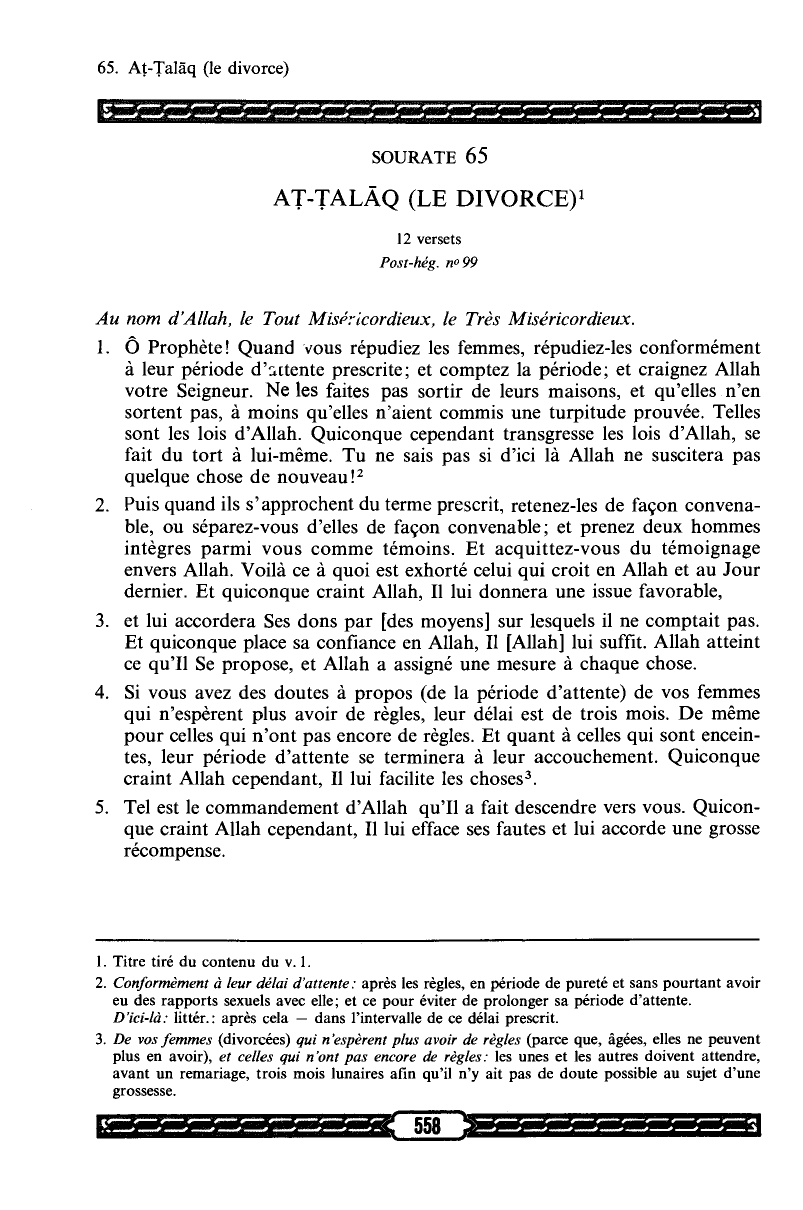 65. Aṭ-Ṭalāq (le divorce)
SOURATE 65
AṬ-ṬALĀQ (LE DIVORCE)¹
12 versets
Post-hég. nº 99
Au nom d'Allah, le Tout Miséricordieux, le Très Miséricordieux.
1. Ô Prophète! Quand vous répudiez les femmes, répudiez-les conformément
à leur période d'attente prescrite; et comptez la période; et craignez Allah
votre Seigneur. Ne les faites pas sortir de leurs maisons, et qu'elles n'en
sortent pas, à moins qu'elles n'aient commis une turpitude prouvée. Telles
sont les lois d'Allah. Quiconque cependant transgresse les lois d'Allah, se
fait du tort à lui-même. Tu ne sais pas si d'ici là Allah ne suscitera pas
quelque chose de nouveau!²
2. Puis quand ils s'approchent du terme prescrit, retenez-les de façon convena-
ble, ou séparez-vous d'elles de façon convenable; et prenez deux hommes
intègres parmi vous comme témoins. Et acquittez-vous du témoignage
envers Allah. Voilà ce à quoi est exhorté celui qui croit en Allah et au Jour
dernier. Et quiconque craint Allah, Il lui donnera une issue favorable,
3. et lui accordera Ses dons par [des moyens] sur lesquels il ne comptait pas.
Et quiconque place sa confiance en Allah, Il [Allah] lui suffit. Allah atteint
ce qu'Il Se propose, et Allah a assigné une mesure à chaque chose.
4. Si vous avez des doutes à propos (de la période d'attente) de vos femmes
qui n'espèrent plus avoir de règles, leur délai est de trois mois. De même
pour celles qui n'ont pas encore de règles. Et quant à celles qui sont encein-
tes, leur période d'attente se terminera à leur accouchement. Quiconque
craint Allah cependant, Il lui facilite les choses³.
5. Tel est le commandement d'Allah qu'Il a fait descendre vers vous. Quicon-
que craint Allah cependant, Il lui efface ses fautes et lui accorde une grosse
récompense.
1. Titre tiré du contenu du v. 1.
2. Conformèment à leur délai d'attente: après les règles, en période de pureté et sans pourtant avoir
eu des rapports sexuels avec elle; et ce pour éviter de prolonger sa période d'attente.
D'ici-là: littér.: après cela — dans l'intervalle de ce délai prescrit.
3. De vos femmes (divorcées) qui n'espèrent plus avoir de règles (parce que, âgées, elles ne peuvent
plus en avoir), et celles qui n'ont pas encore de règles: les unes et les autres doivent attendre,
avant un remariage, trois mois lunaires afin qu'il n'y ait pas de doute possible au sujet d'une
grossesse.
558